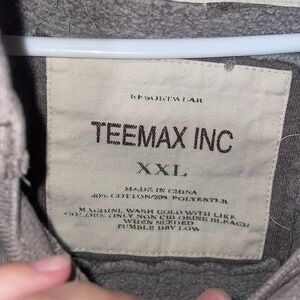 RESORTWEAR
TEEMAX INC
XXL
MADE IN CHINA
80% COTTON/20% POLYESTER
MACHINE WASH COLD WITH LIKE
COLORS ONLY NON CHLORINE BLEACH
WHEN NEEDED
TUMBLE DRY LOW